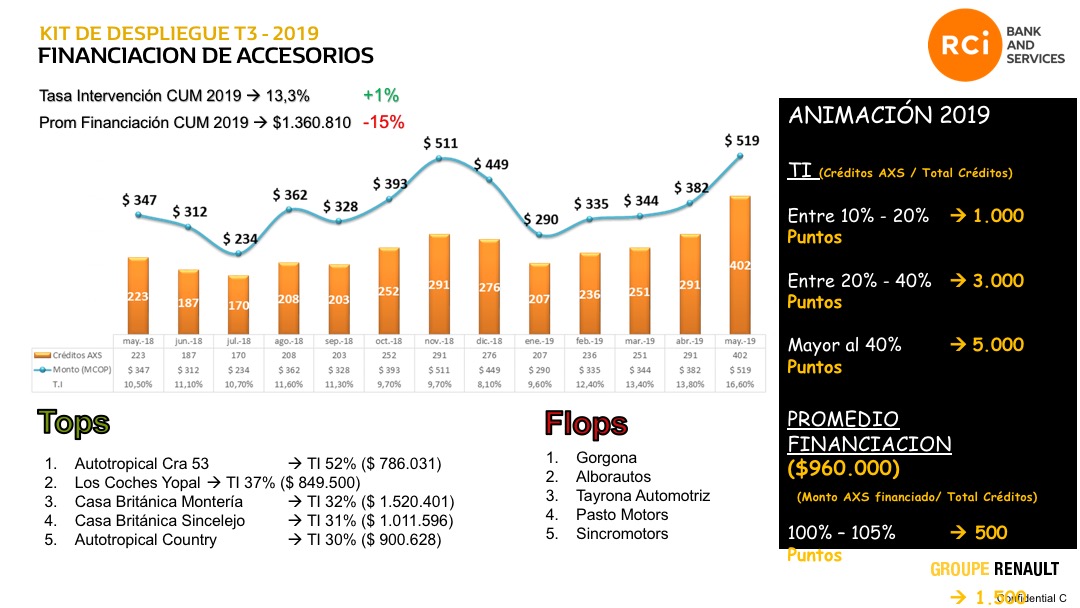 KIT DE DESPLIEGUE T3 - 2019
FINANCIACION DE ACCESORIOS
RCi BANK
AND
SERVICES
Tasa Intervención CUM 2019 → 13,3% +1%
Prom Financiación CUM 2019 → $1.360.810 -15%
$ 347 $ 312 $ 234 $ 362 $ 328 $ 393 $ 511 $ 449 $ 290 $ 335 $ 344 $ 382 $ 519
223 187 170 208 203 252 291 276 207 236 251 291 402
may.-18 jun.-18 jul.-18 ago.-18 sep.-18 oct.-18 nov.-18 dic.-18 ene.-19 feb.-19 mar.-19 abr.-19 may.-19
Créditos AXS 223 187 170 208 203 252 291 276 207 236 251 291 402
Monto (MCOP) $ 347 $ 312 $ 234 $ 362 $ 328 $ 393 $ 511 $ 449 $ 290 $ 335 $ 344 $ 382 $ 519
T.I 10,50% 11,10% 10,70% 11,60% 11,30% 9,70% 9,70% 8,10% 9,60% 12,40% 13,40% 13,80% 16,60%
Tops
1. Autotropical Cra 53 → TI 52% ($ 786.031)
2. Los Coches Yopal → TI 37% ($ 849.500)
3. Casa Británica Montería → TI 32% ($ 1.520.401)
4. Casa Británica Sincelejo → TI 31% ($ 1.011.596)
5. Autotropical Country → TI 30% ($ 900.628)
Flops
1. Gorgona
2. Alborautos
3. Tayrona Automotriz
4. Pasto Motors
5. Sincromotors
ANIMACIÓN 2019
TI (Créditos AXS / Total Créditos)
Entre 10% - 20% → 1.000
Puntos
Entre 20% - 40% → 3.000
Puntos
Mayor al 40% → 5.000
Puntos
PROMEDIO
FINANCIACION
($960.000)
(Monto AXS financiado/ Total Créditos)
100% – 105% → 500
Puntos
GROUPE RENAULT
→ 1.500
Confidential C